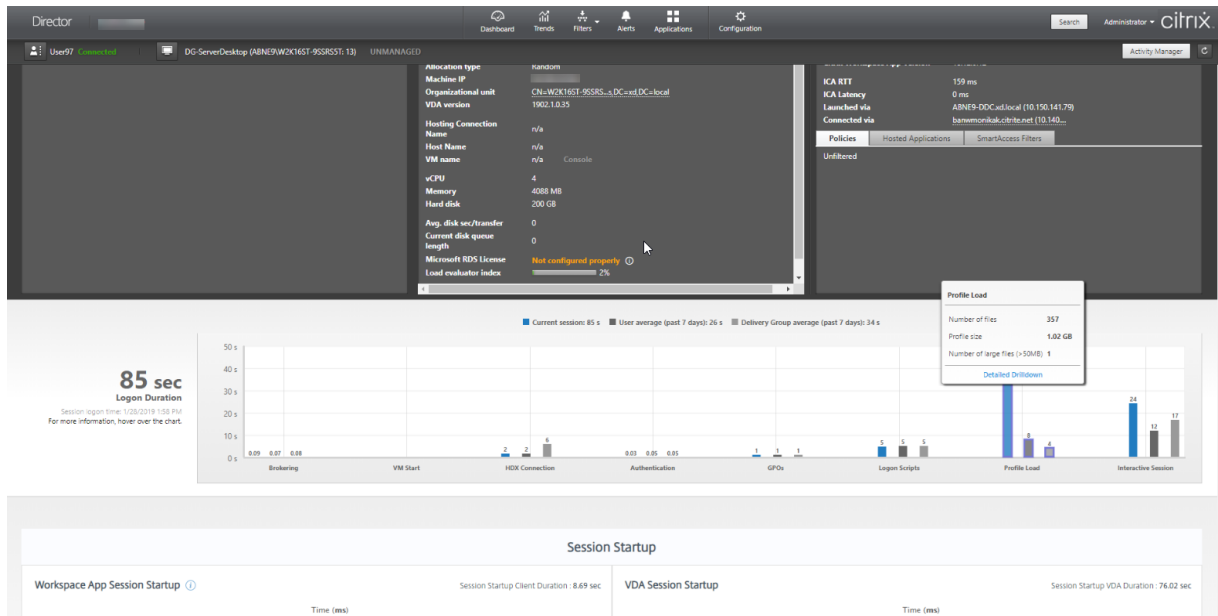 Director
Dashboard Trends Filters Alerts Applications Configuration
Search Administrator citrix
User97 Connected DG-ServerDesktop (ABNE9\W2K16ST-9SSRS5T: 13) UNMANAGED Activity Manager
Allocation type Random
Machine IP
Organizational unit CN=W2K16ST-9SSRS...s,DC=xd,DC=local
VDA version 1902.1.0.35
Hosting Connection
Name n/a
Host Name n/a
VM name n/a Console
vCPU 4
Memory 4088 MB
Hard disk 200 GB
Avg. disk sec/transfer 0
Current disk queue
length 0
Microsoft RDS License Not configured properly
Load evaluator index 2%
ICA RTT 159 ms
ICA Latency 0 ms
Launched via ABNE9-DDC.xd.local (10.150.141.79)
Connected via banwmonikak.citrite.net (10.140....
Policies Hosted Applications SmartAccess Filters
Unfiltered
Profile Load
Number of files 357
Profile size 1.02 GB
Number of large files (>50MB) 1
Detailed Drilldown
Current session: 85 s User average (past 7 days): 26 s Delivery Group average (past 7 days): 34 s
85 sec
Logon Duration
Session logon time: 1/28/2019 1:58 PM
For more information, hover over the chart.
50 s
40 s
30 s
20 s
10 s
0 s
0.09 0.07 0.08
2 2 6
0.03 0.05 0.05
1 1 1
5 5 5
8 4
24 12 17
Brokering VM Start HDX Connection Authentication GPOs Logon Scripts Profile Load Interactive Session
Session Startup
Workspace App Session Startup Session Startup Client Duration : 8.69 sec
Time (ms)
VDA Session Startup Session Startup VDA Duration : 76.02 sec
Time (ms)